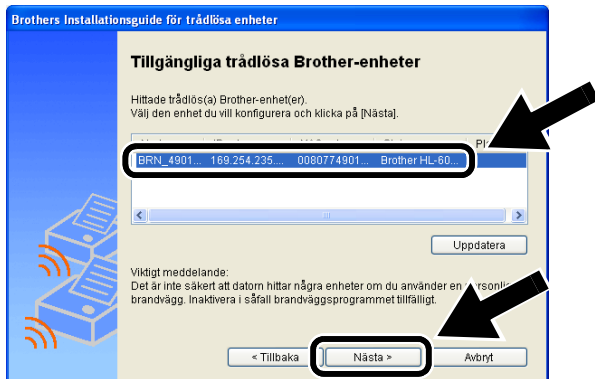 Brothers Installationsguide för trådlösa enheter
Tillgängliga trådlösa Brother-enheter
Hittade trådlös(a) Brother-enhet(er).
Välj den enhet du vill konfigurera och klicka på [Nästa].
BRN_4901... 169.254.235.... 0080774901... Brother HL-60...
Uppdatera
Viktigt meddelande:
Det är inte säkert att datorn hittar några enheter om du använder en
brandvägg. Inaktivera i såfall brandväggsprogrammet tillfälligt.
< Tillbaka Nästa > Avbryt